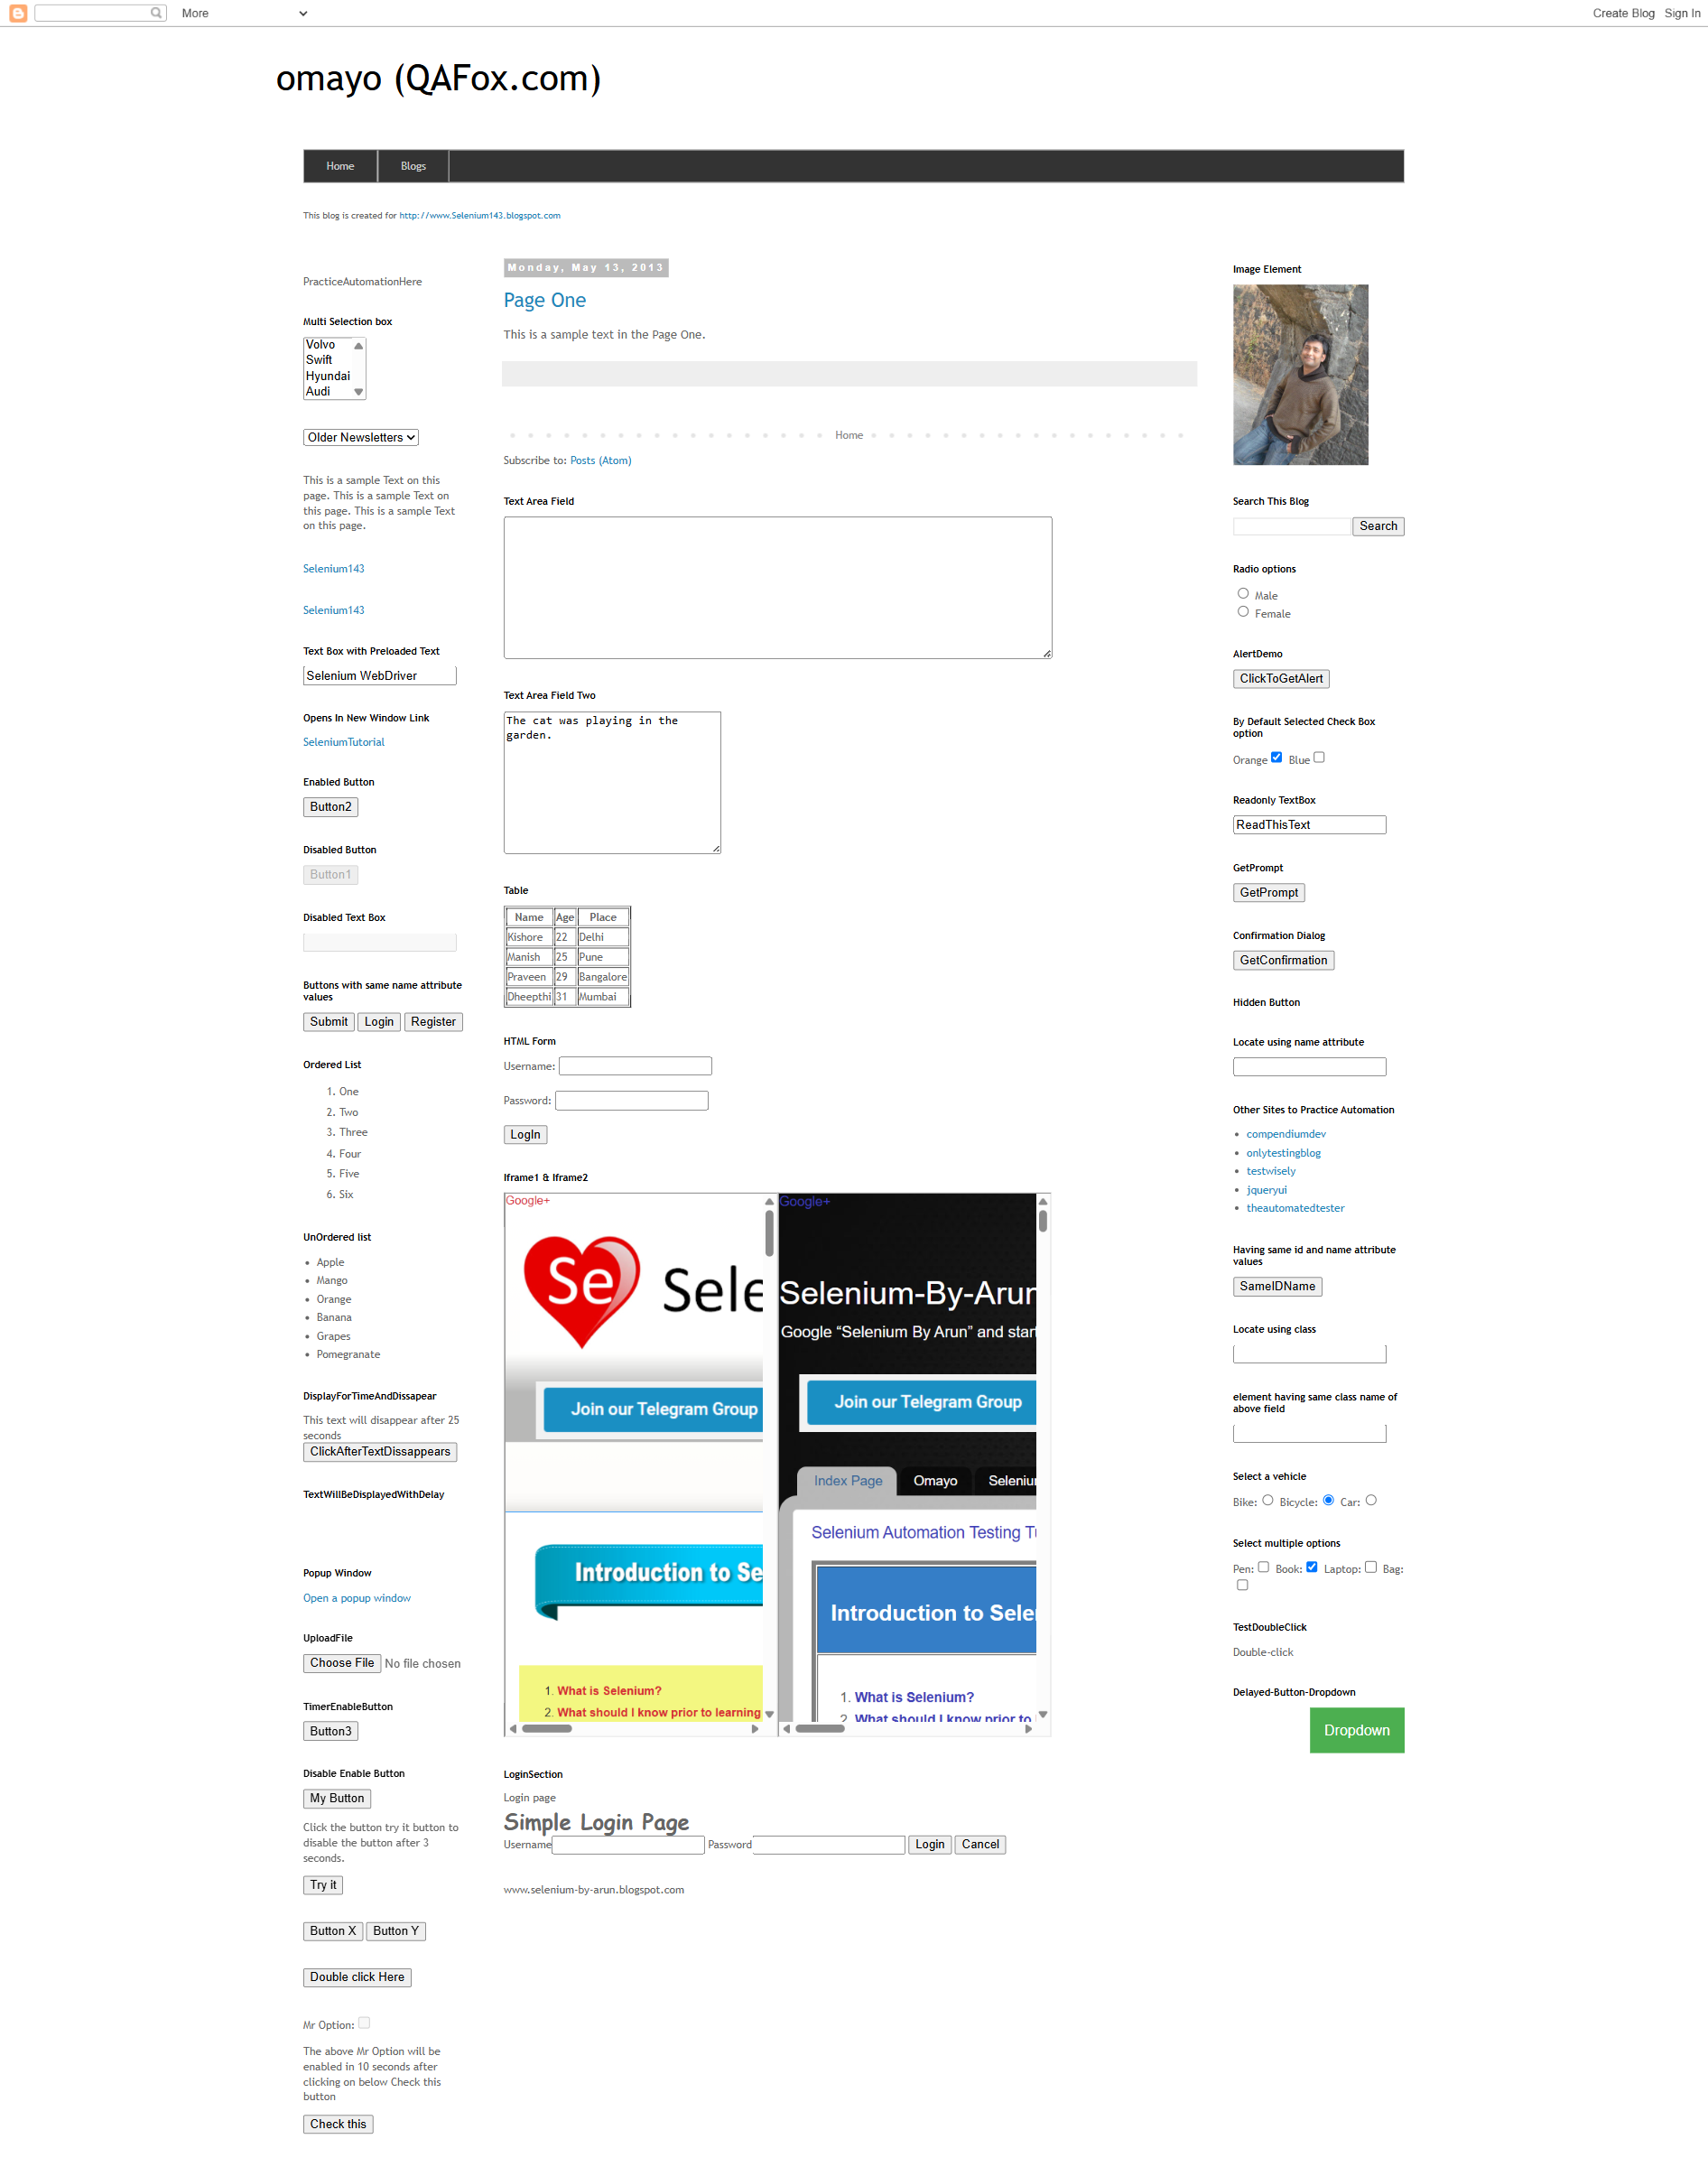 More
Create Blog Sign In
omayo (QAFox.com)
Home Blogs
This blog is created for http://www.Selenium143.blogspot.com
PracticeAutomationHere
Multi Selection box
Volvo
Swift
Hyundai
Audi
Older Newsletters
This is a sample Text on this
page. This is a sample Text on
this page. This is a sample Text
on this page.
Selenium143
Selenium143
Text Box with Preloaded Text
Selenium WebDriver
Opens In New Window Link
SeleniumTutorial
Enabled Button
Button2
Disabled Button
Button1
Disabled Text Box
Buttons with same name attribute
values
Submit Login Register
Ordered List
1. One
2. Two
3. Three
4. Four
5. Five
6. Six
UnOrdered list
• Apple
• Mango
• Orange
• Banana
• Grapes
• Pomegranate
DisplayForTimeAndDissapear
This text will disappear after 25
seconds
ClickAfterTextDissappears
TextWillBeDisplayedWithDelay
Popup Window
Open a popup window
UploadFile
Choose File No file chosen
TimerEnableButton
Button3
Disable Enable Button
My Button
Click the button try it button to
disable the button after 3
seconds.
Try it
Button X Button Y
Double click Here
Mr Option:
The above Mr Option will be
enabled in 10 seconds after
clicking on below Check this
button
Check this
Monday, May 13, 2013
Page One
This is a sample text in the Page One.
Home
Subscribe to: Posts (Atom)
Text Area Field
Text Area Field Two
The cat was playing in the
garden.
Table
Name Age Place
Kishore 22 Delhi
Manish 25 Pune
Praveen 29 Bangalore
Dheepthi 31 Mumbai
HTML Form
Username:
Password:
LogIn
Iframe1 & Iframe2
Google+
Se Sele
Join our Telegram Group
Introduction to Se
1. What is Selenium?
2. What should I know prior to learning
Google+
Selenium-By-Arun
Google “Selenium By Arun” and start
Join our Telegram Group
Index Page Omayo Seleniu
Selenium Automation Testing Tu
Introduction to Sele
1. What is Selenium?
2. What should I know prior to
LoginSection
Login page
Simple Login Page
Username Password Login Cancel
www.selenium-by-arun.blogspot.com
Image Element
Search This Blog
Search
Radio options
Male
Female
AlertDemo
ClickToGetAlert
By Default Selected Check Box
option
Orange Blue
Readonly TextBox
ReadThisText
GetPrompt
GetPrompt
Confirmation Dialog
GetConfirmation
Hidden Button
Locate using name attribute
Other Sites to Practice Automation
• compendiumdev
• onlytestingblog
• testwisely
• jqueryui
• theautomatedtester
Having same id and name attribute
values
SameIDName
Locate using class
element having same class name of
above field
Select a vehicle
Bike: Bicycle: Car:
Select multiple options
Pen: Book: Laptop: Bag:
TestDoubleClick
Double-click
Delayed-Button-Dropdown
Dropdown